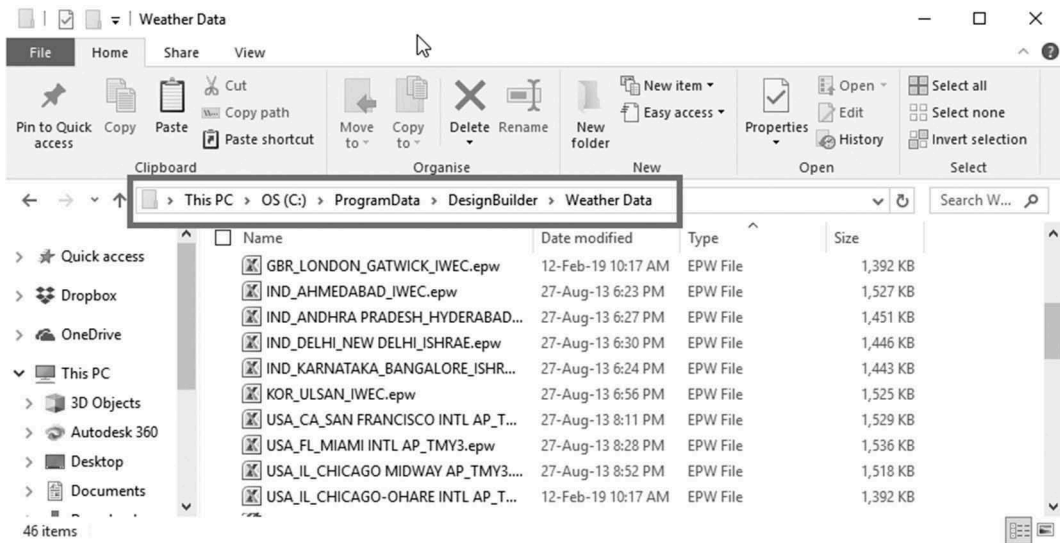 Weather Data
File Home Share View
Pin to Quick access
Copy
Paste
Cut
Copy path
Paste shortcut
Clipboard
Move to
Copy to
Delete
Rename
Organise
New folder
New item
Easy access
New
Properties
Open
Edit
History
Open
Select all
Select none
Invert selection
Select
This PC > OS (C:) > ProgramData > DesignBuilder > Weather Data
Search W...
Quick access
Dropbox
OneDrive
This PC
3D Objects
Autodesk 360
Desktop
Documents
Name Date modified Type Size
GBR_LONDON_GATWICK_IWEC.epw 12-Feb-19 10:17 AM EPW File 1,392 KB
IND_AHMEDABAD_IWEC.epw 27-Aug-13 6:23 PM EPW File 1,527 KB
IND_ANDHRA PRADESH_HYDERABAD... 27-Aug-13 6:27 PM EPW File 1,451 KB
IND_DELHI_NEW DELHI_ISHRAE.epw 27-Aug-13 6:30 PM EPW File 1,446 KB
IND_KARNATAKA_BANGALORE_ISHR... 27-Aug-13 6:24 PM EPW File 1,443 KB
KOR_ULSAN_IWEC.epw 27-Aug-13 6:56 PM EPW File 1,525 KB
USA_CA_SAN FRANCISCO INTL AP_T... 27-Aug-13 8:11 PM EPW File 1,529 KB
USA_FL_MIAMI INTL AP_TMY3.epw 27-Aug-13 8:28 PM EPW File 1,536 KB
USA_IL_CHICAGO MIDWAY AP_TMY3.... 27-Aug-13 8:52 PM EPW File 1,518 KB
USA_IL_CHICAGO-OHARE INTL AP_T... 12-Feb-19 10:17 AM EPW File 1,392 KB
46 items